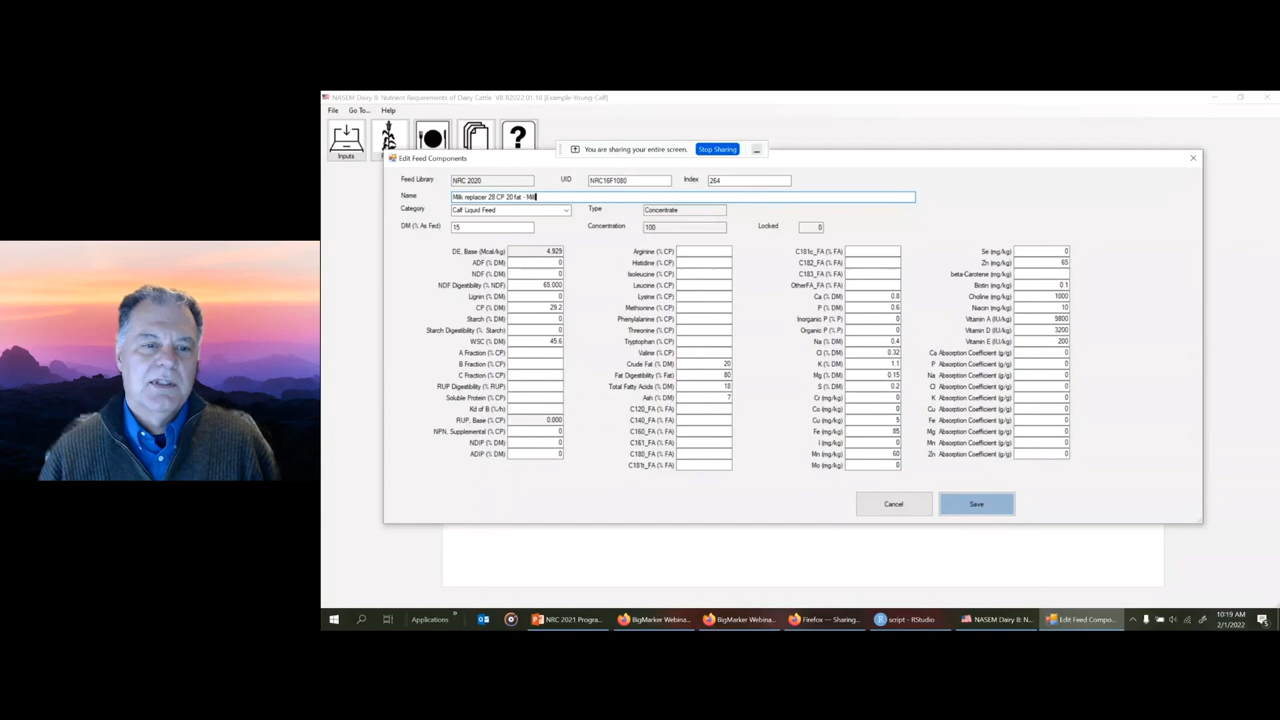 NASEM Dairy 8: Nutrient Requirements of Dairy Cattle V8 R2022.01.18 [Example-Young-Calf]
File Go To... Help
Inputs
You are sharing your entire screen. Stop Sharing
Edit Feed Components
Feed Library NRC 2020 UID NRC16F1080 Index 264
Name Milk replacer 28 CP 20 fat - Milk
Category Calf Liquid Feed Type Concentrate
DM (% As Fed) 15 Concentration 100 Locked 0
DE, Base (Mcal/kg) 4.929 Arginine (% CP) C181c_FA (% FA) Se (mg/kg) 0
ADF (% DM) 0 Histidine (% CP) C182_FA (% FA) Zn (mg/kg) 65
NDF (% DM) 0 Isoleucine (% CP) C183_FA (% FA) beta-Carotene (mg/kg)
NDF Digestibility (% NDF) 65.000 Leucine (% CP) OtherFA_FA (% FA) Biotin (mg/kg) 0.1
Lignin (% DM) 0 Lysine (% CP) Ca (% DM) 0.8 Choline (mg/kg) 1000
CP (% DM) 29.2 Methionine (% CP) P (% DM) 0.6 Niacin (mg/kg) 10
Starch (% DM) 0 Phenylalanine (% CP) Inorganic P (% P) 0 Vitamin A (IU/kg) 9800
Starch Digestibility (% Starch) 0 Threonine (% CP) Organic P (% P) 0 Vitamin D (IU/kg) 3200
WSC (% DM) 45.6 Tryptophan (% CP) Na (% DM) 0.4 Vitamin E (IU/kg) 200
A Fraction (% CP) Valine (% CP) Cl (% DM) 0.32 Ca Absorption Coefficient (g/g) 0
B Fraction (% CP) Crude Fat (% DM) 20 K (% DM) 1.1 P Absorption Coefficient (g/g) 0
C Fraction (% CP) Fat Digestibility (% Fat) 80 Mg (% DM) 0.15 Na Absorption Coefficient (g/g) 0
RUP Digestibility (% RUP) Total Fatty Acids (% DM) 18 S (% DM) 0.2 Cl Absorption Coefficient (g/g) 0
Soluble Protein (% CP) Ash (% DM) 7 Cr (mg/kg) 0 K Absorption Coefficient (g/g) 0
Kd of B (%/h) C120_FA (% FA) Co (mg/kg) 0 Cu Absorption Coefficient (g/g) 0
RUP, Base (% CP) 0.000 C140_FA (% FA) Cu (mg/kg) 5 Fe Absorption Coefficient (g/g) 0
NPN, Supplemental (% CP) 0 C160_FA (% FA) Fe (mg/kg) 85 Mg Absorption Coefficient (g/g) 0
NDIP (% DM) 0 C161_FA (% FA) I (mg/kg) 0 Mn Absorption Coefficient (g/g) 0
ADIP (% DM) 0 C180_FA (% FA) Mn (mg/kg) 60 Zn Absorption Coefficient (g/g) 0
C181t_FA (% FA) Mo (mg/kg) 0
Cancel Save
Applications NRC 2021 Progra... BigMarker Webina... BigMarker Webina... Firefox — Sharing... script - RStudio NASEM Dairy 8: N... Edit Feed Compo... 10:19 AM
2/1/2022